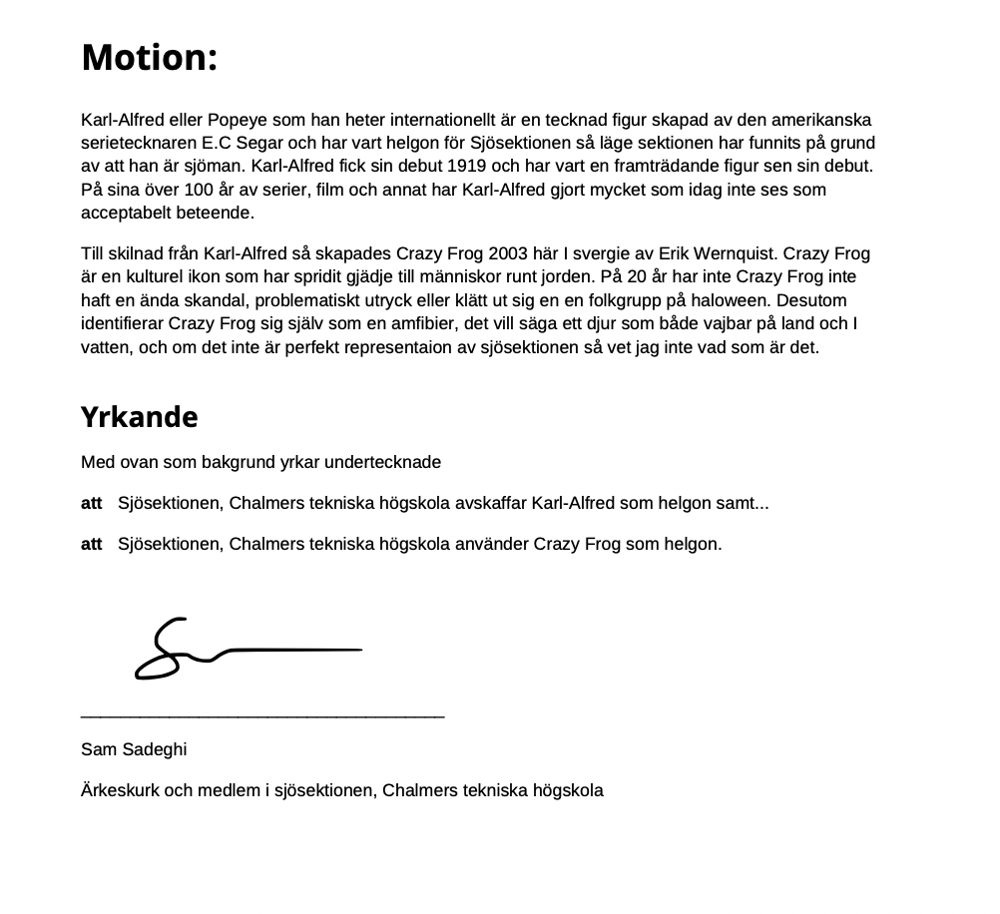 Motion:
Karl-Alfred eller Popeye som han heter internationellt är en tecknad figur skapad av den amerikanska
serietecknaren E.C Segar och har vart helgon för Sjösektionen så läge sektionen har funnits på grund
av att han är sjöman. Karl-Alfred fick sin debut 1919 och har vart en framträdande figur sen sin debut.
På sina över 100 år av serier, film och annat har Karl-Alfred gjort mycket som idag inte ses som
acceptabelt beteende.
Till skilnad från Karl-Alfred så skapades Crazy Frog 2003 här I svergie av Erik Wernquist. Crazy Frog
är en kulturel ikon som har spridit gjädje till människor runt jorden. På 20 år har inte Crazy Frog inte
haft en ända skandal, problematiskt utryck eller klätt ut sig en en folkgrupp på haloween. Desutom
identifierar Crazy Frog sig själv som en amfibier, det vill säga ett djur som både vajbar på land och I
vatten, och om det inte är perfekt representaion av sjösektionen så vet jag inte vad som är det.
Yrkande
Med ovan som bakgrund yrkar undertecknade
att Sjösektionen, Chalmers tekniska högskola avskaffar Karl-Alfred som helgon samt...
att Sjösektionen, Chalmers tekniska högskola använder Crazy Frog som helgon.
Sam Sadeghi
Ärkeskurk och medlem i sjösektionen, Chalmers tekniska högskola